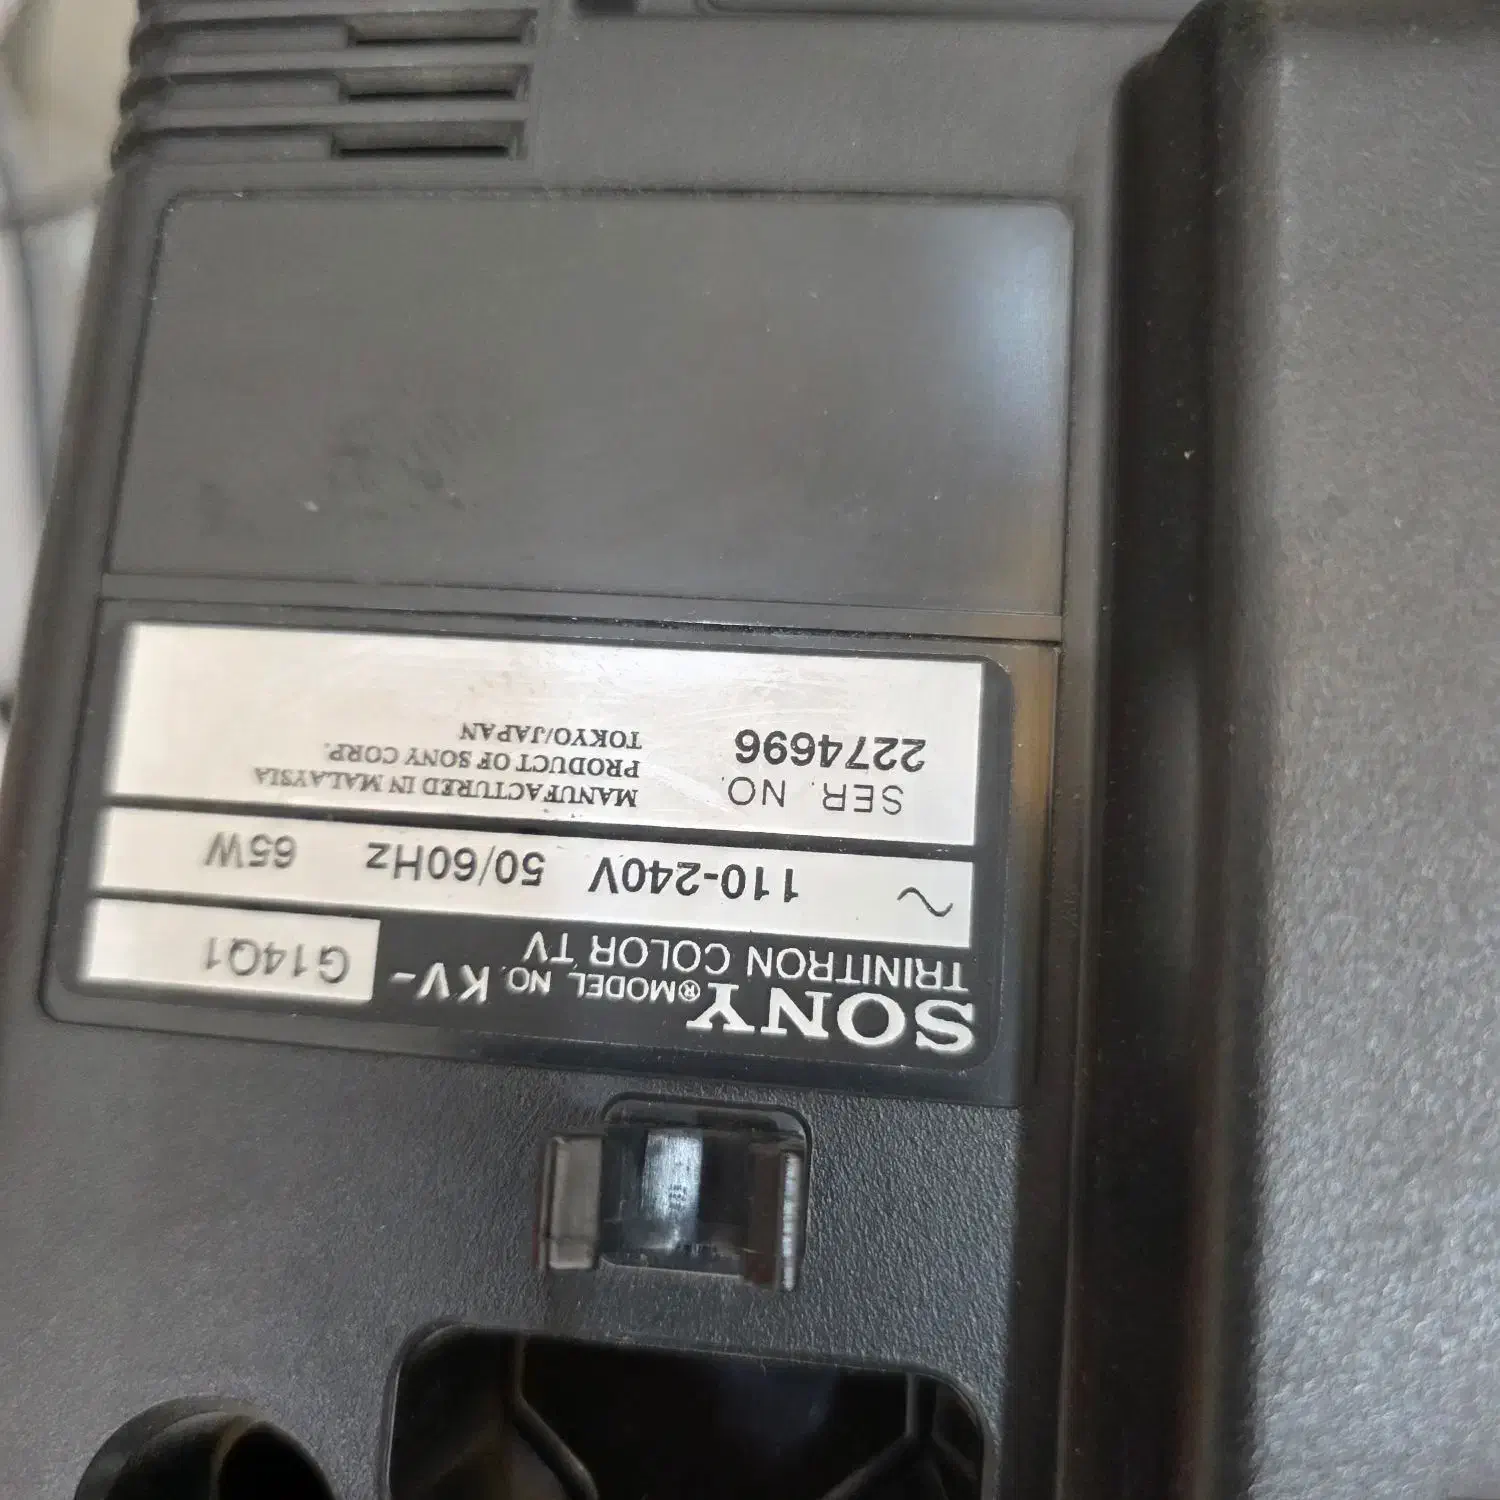 SONY® MODEL NO. KV- G14Q1
TRINITRON COLOR TV
~ 110-240V 50/60Hz 65W
SER. NO.
2274696
MANUFACTURED IN MALAYSIA
PRODUCT OF SONY CORP.
TOKYO/JAPAN